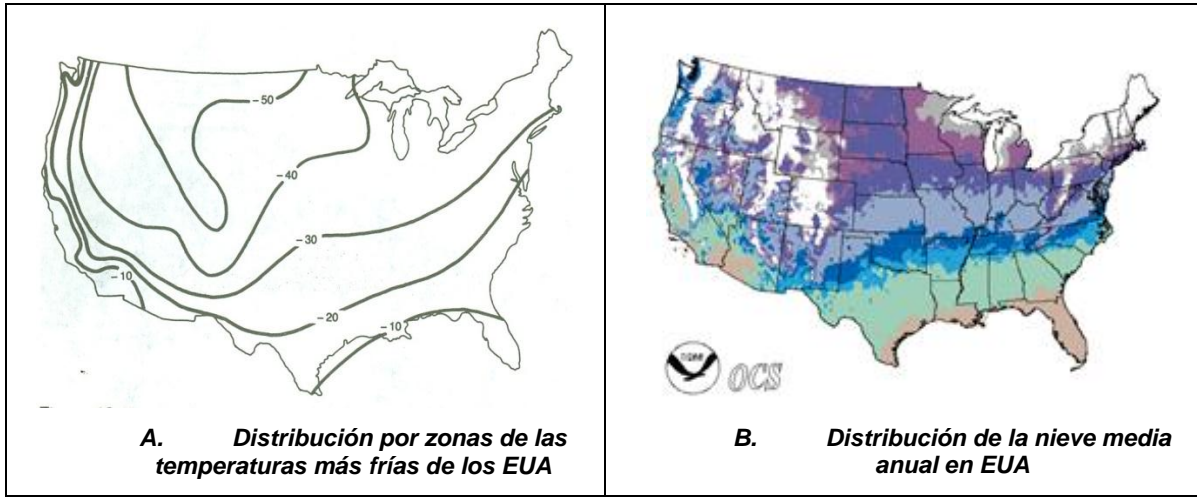 -50
-40
-30
-10
-20
-10
A. Distribución por zonas de las
temperaturas más frías de los EUA
NOAA
OCS
B. Distribución de la nieve media
anual en EUA